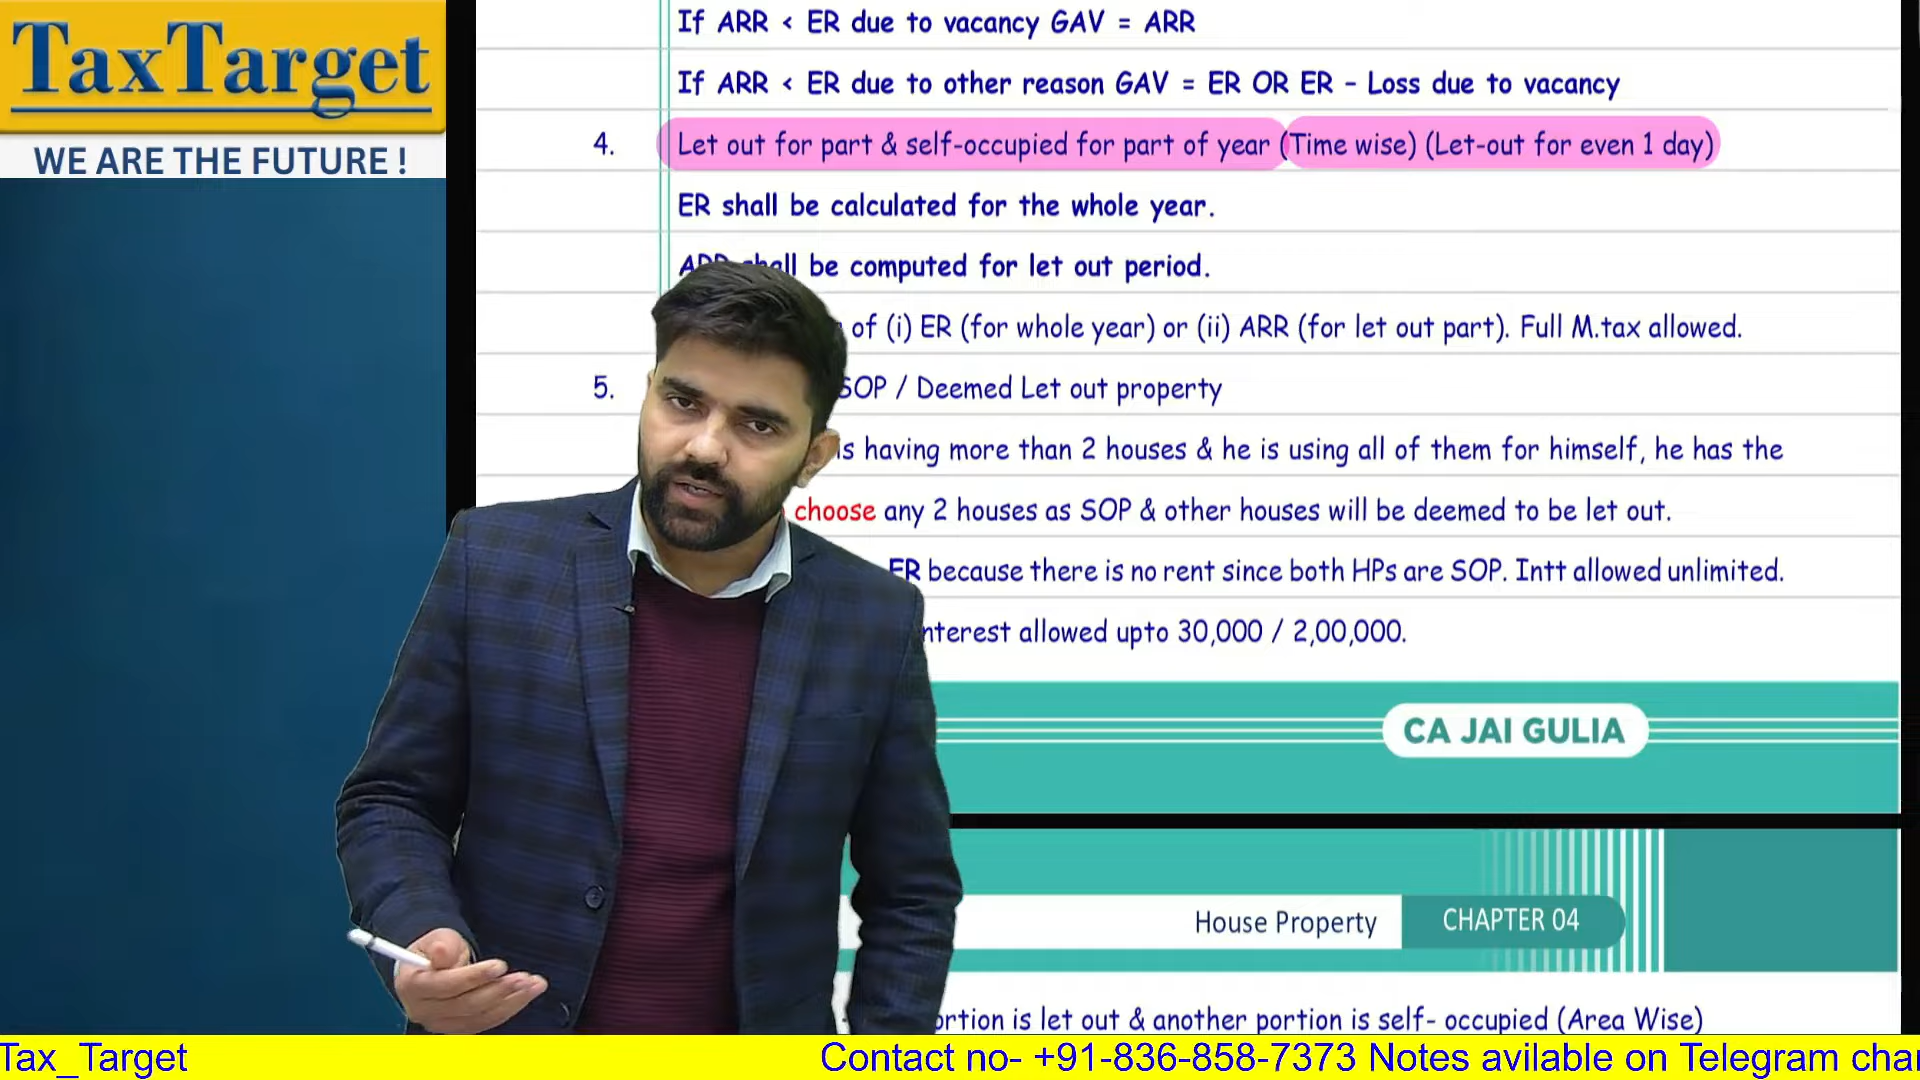 TaxTarget
WE ARE THE FUTURE !
If ARR < ER due to vacancy GAV = ARR
If ARR < ER due to other reason GAV = ER OR ER – Loss due to vacancy
4. Let out for part & self-occupied for part of year (Time wise) (Let-out for even 1 day)
ER shall be calculated for the whole year.
ARR shall be computed for let out period.
of (i) ER (for whole year) or (ii) ARR (for let out part). Full M.tax allowed.
5. SOP / Deemed Let out property
is having more than 2 houses & he is using all of them for himself, he has the
choose any 2 houses as SOP & other houses will be deemed to be let out.
ER because there is no rent since both HPs are SOP. Intt allowed unlimited.
nterest allowed upto 30,000 / 2,00,000.
CA JAI GULIA
House Property CHAPTER 04
ortion is let out & another portion is self- occupied (Area Wise)
Tax_Target Contact no- +91-836-858-7373 Notes avilable on Telegram cha